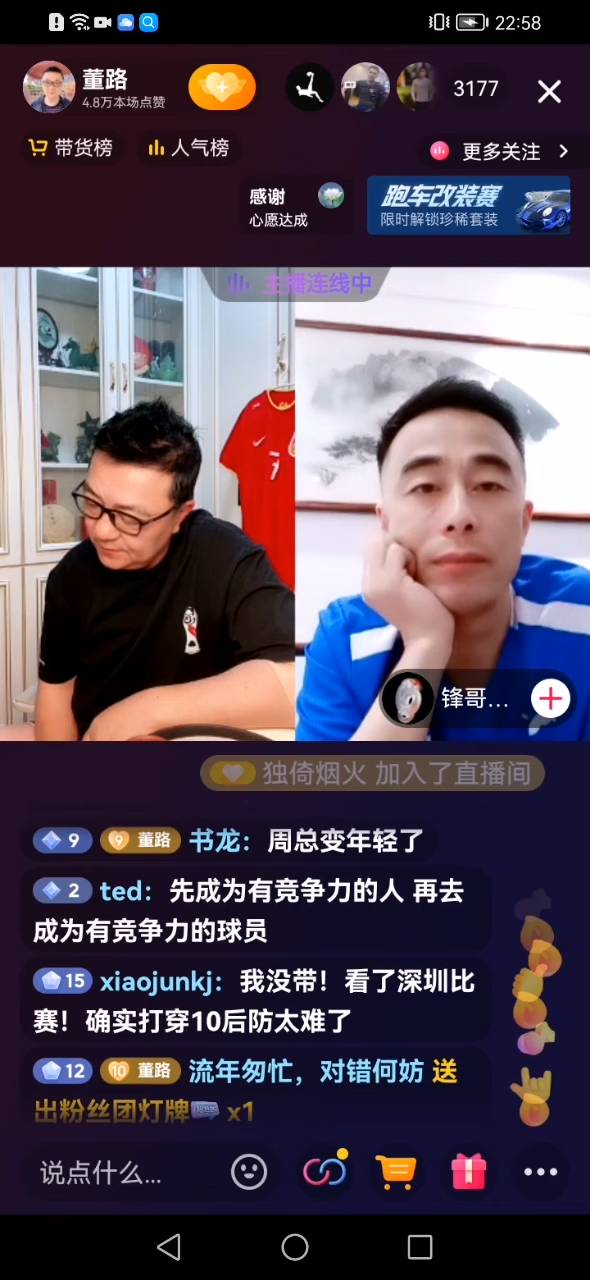 22:58
董路
4.8万本场点赞
3177
带货榜
人气榜
更多关注
感谢
心愿达成
跑车改装赛
限时解锁珍稀套装
主播连线中
7
锋哥...
独倚烟火 加入了直播间
9 9 董路 书龙：周总变年轻了
2 ted：先成为有竞争力的人 再去
成为有竞争力的球员
15 xiaojunkj：我没带！看了深圳比
赛！确实打穿10后防太难了
12 10 董路 流年匆忙，对错何妨 送
出粉丝团灯牌 x1
说点什么...